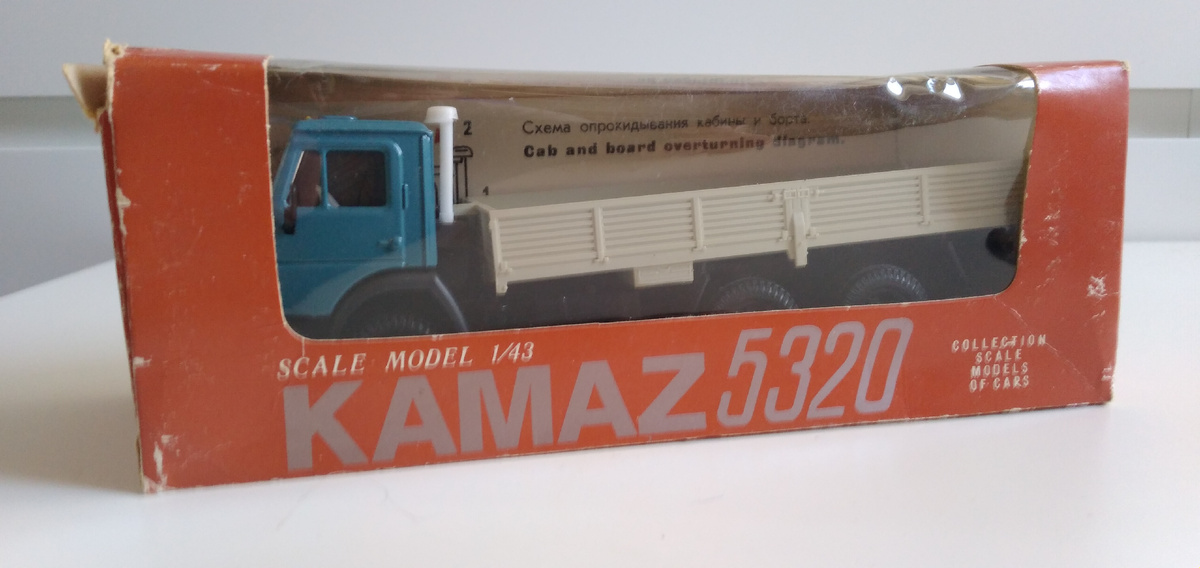 2
Схема опрокидывания кабины и борта.
Cab and board overturning diagram.
4
SCALE MODEL 1/43
KAMAZ 5320
COLLECTION
SCALE
MODELS
OF CARS